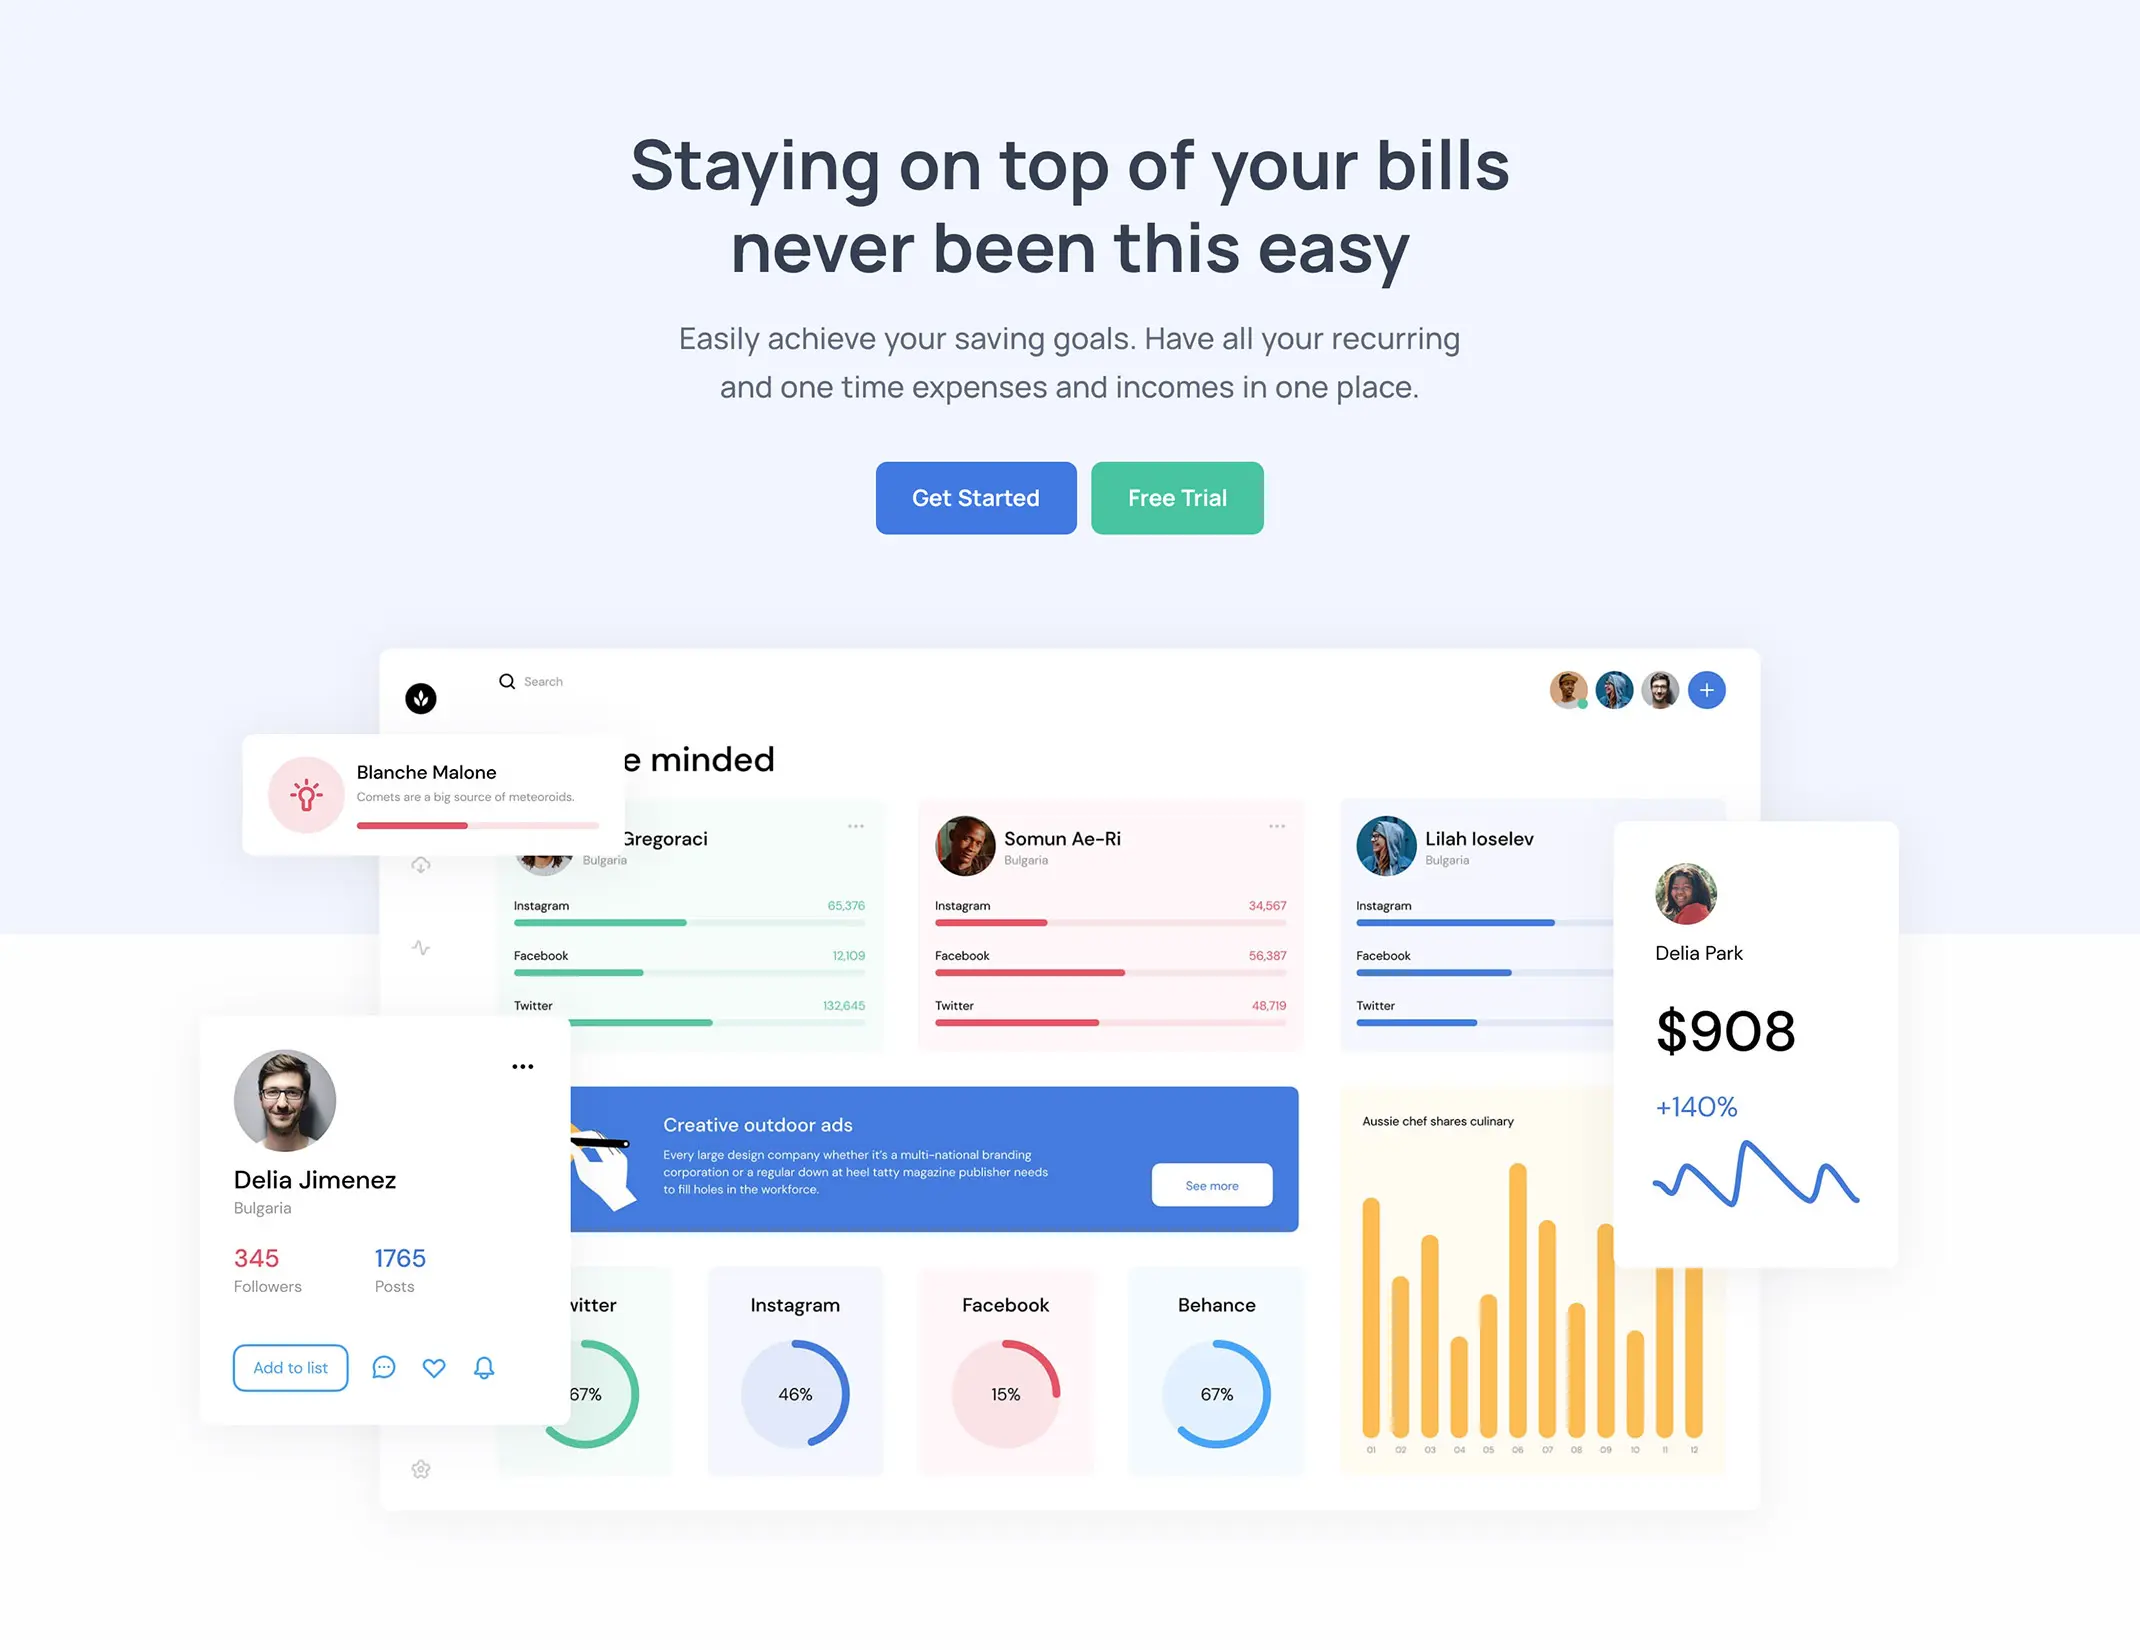 Staying on top of your bills
never been this easy
Easily achieve your saving goals. Have all your recurring
and one time expenses and incomes in one place.
Get Started
Free Trial
Search
minded
Blanche Malone
Comets are a big source of meteoroids.
Gregoraci
Bulgaria
Instagram 65,376
Facebook 12,109
Twitter 132,645
Somun Ae-Ri
Bulgaria
Instagram 34,567
Facebook 56,387
Twitter 48,719
Lilah Ioselev
Bulgaria
Instagram
Facebook
Twitter
Delia Park
$908
+140%
Delia Jimenez
Bulgaria
345 1765
Followers Posts
Add to list
Creative outdoor ads
Every large design company whether it's a multi-national branding
corporation or a regular down at heel tatty magazine publisher needs
to fill holes in the workforce.
See more
witter
67%
Instagram
46%
Facebook
15%
Behance
67%
Aussie chef shares culinary
01 02 03 04 05 06 07 08 09 10 11 12